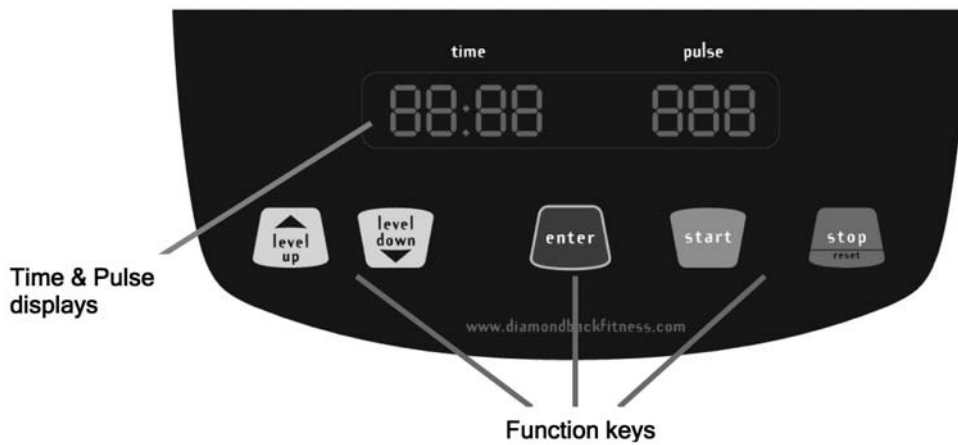 time pulse
88:88 888
level
up
level
down
enter
start
stop
reset
Time & Pulse
displays
www.diamondbackfitness.com
Function keys